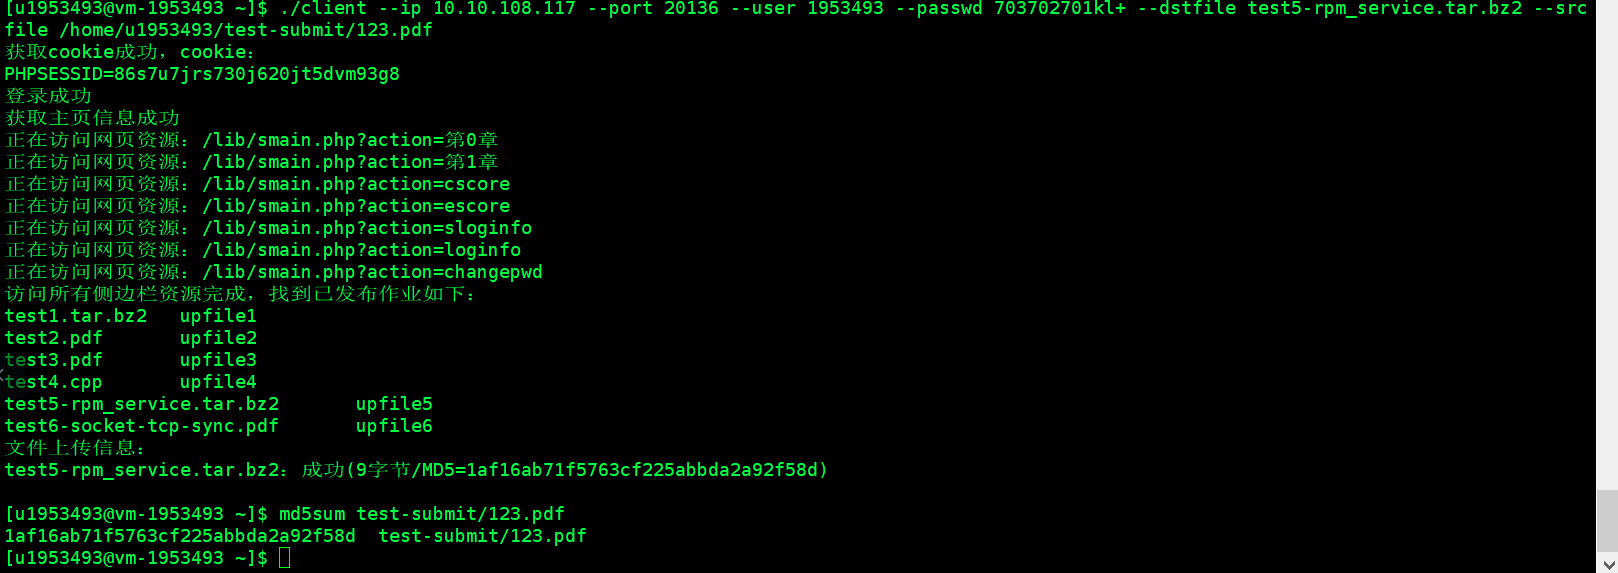 [u1953493@vm-1953493 ~]$ ./client --ip 10.10.108.117 --port 20136 --user 1953493 --passwd 703702701kl+ --dstfile test5-rpm_service.tar.bz2 --src
file /home/u1953493/test-submit/123.pdf
获取cookie成功，cookie：
PHPSESSID=86s7u7jrs730j620jt5dvm93g8
登录成功
获取主页信息成功
正在访问网页资源：/lib/smain.php?action=第0章
正在访问网页资源：/lib/smain.php?action=第1章
正在访问网页资源：/lib/smain.php?action=cscore
正在访问网页资源：/lib/smain.php?action=escore
正在访问网页资源：/lib/smain.php?action=sloginfo
正在访问网页资源：/lib/smain.php?action=loginfo
正在访问网页资源：/lib/smain.php?action=changepwd
访问所有侧边栏资源完成，找到已发布作业如下：
test1.tar.bz2   upfile1
test2.pdf       upfile2
test3.pdf       upfile3
test4.cpp       upfile4
test5-rpm_service.tar.bz2       upfile5
test6-socket-tcp-sync.pdf       upfile6
文件上传信息：
test5-rpm_service.tar.bz2：成功(9字节/MD5=1af16ab71f5763cf225abbda2a92f58d)
[u1953493@vm-1953493 ~]$ md5sum test-submit/123.pdf
1af16ab71f5763cf225abbda2a92f58d  test-submit/123.pdf
[u1953493@vm-1953493 ~]$